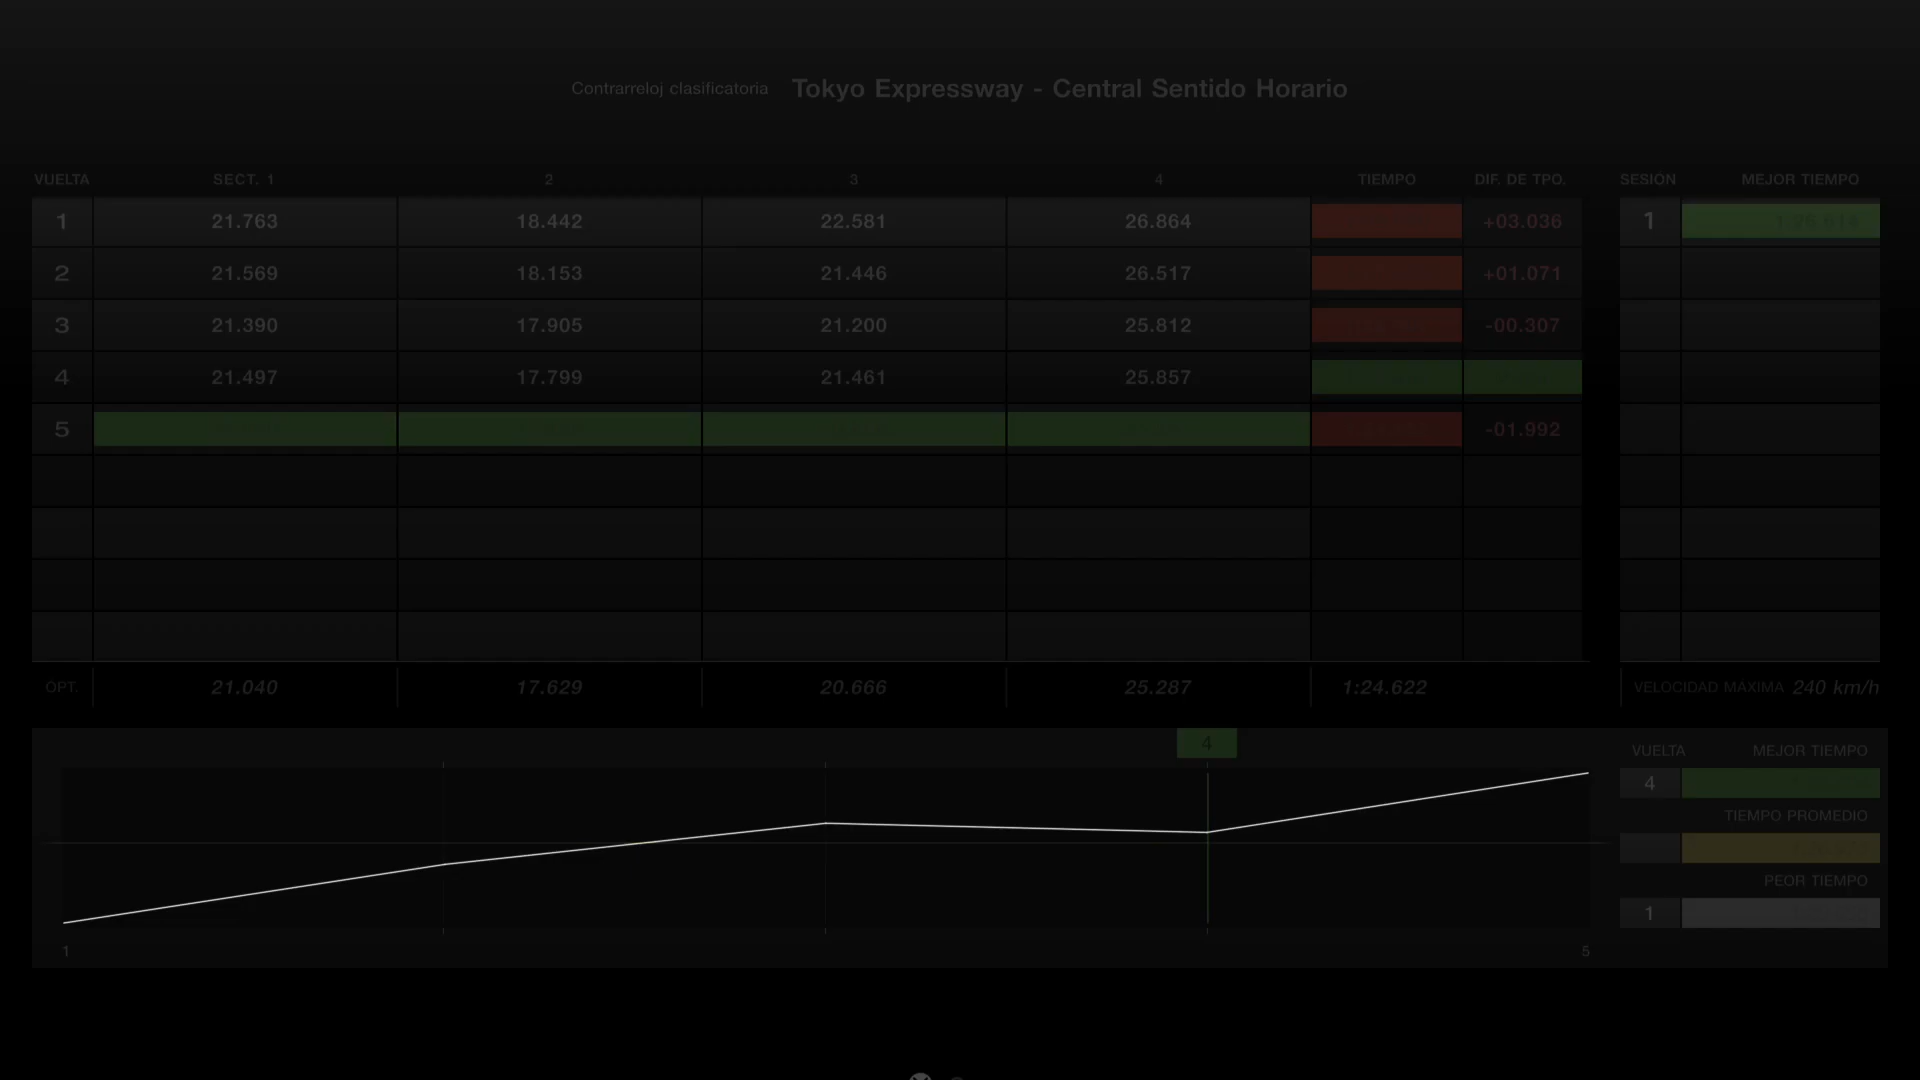 Contrarreloj clasificatoria Tokyo Expressway - Central Sentido Horario
VUELTA SECT. 1 2 3 4 TIEMPO DIF. DE TPO. SESIÓN MEJOR TIEMPO
1 21.763 18.442 22.581 26.864 +03.036 1
2 21.569 18.153 21.446 26.517 +01.071
3 21.390 17.905 21.200 25.812 -00.307
4 21.497 17.799 21.461 25.857
5 -01.992
OPT. 21.040 17.629 20.666 25.287 1:24.622 VELOCIDAD MÁXIMA 240 km/h
4
VUELTA MEJOR TIEMPO
4
TIEMPO PROMEDIO
PEOR TIEMPO
1
1 5